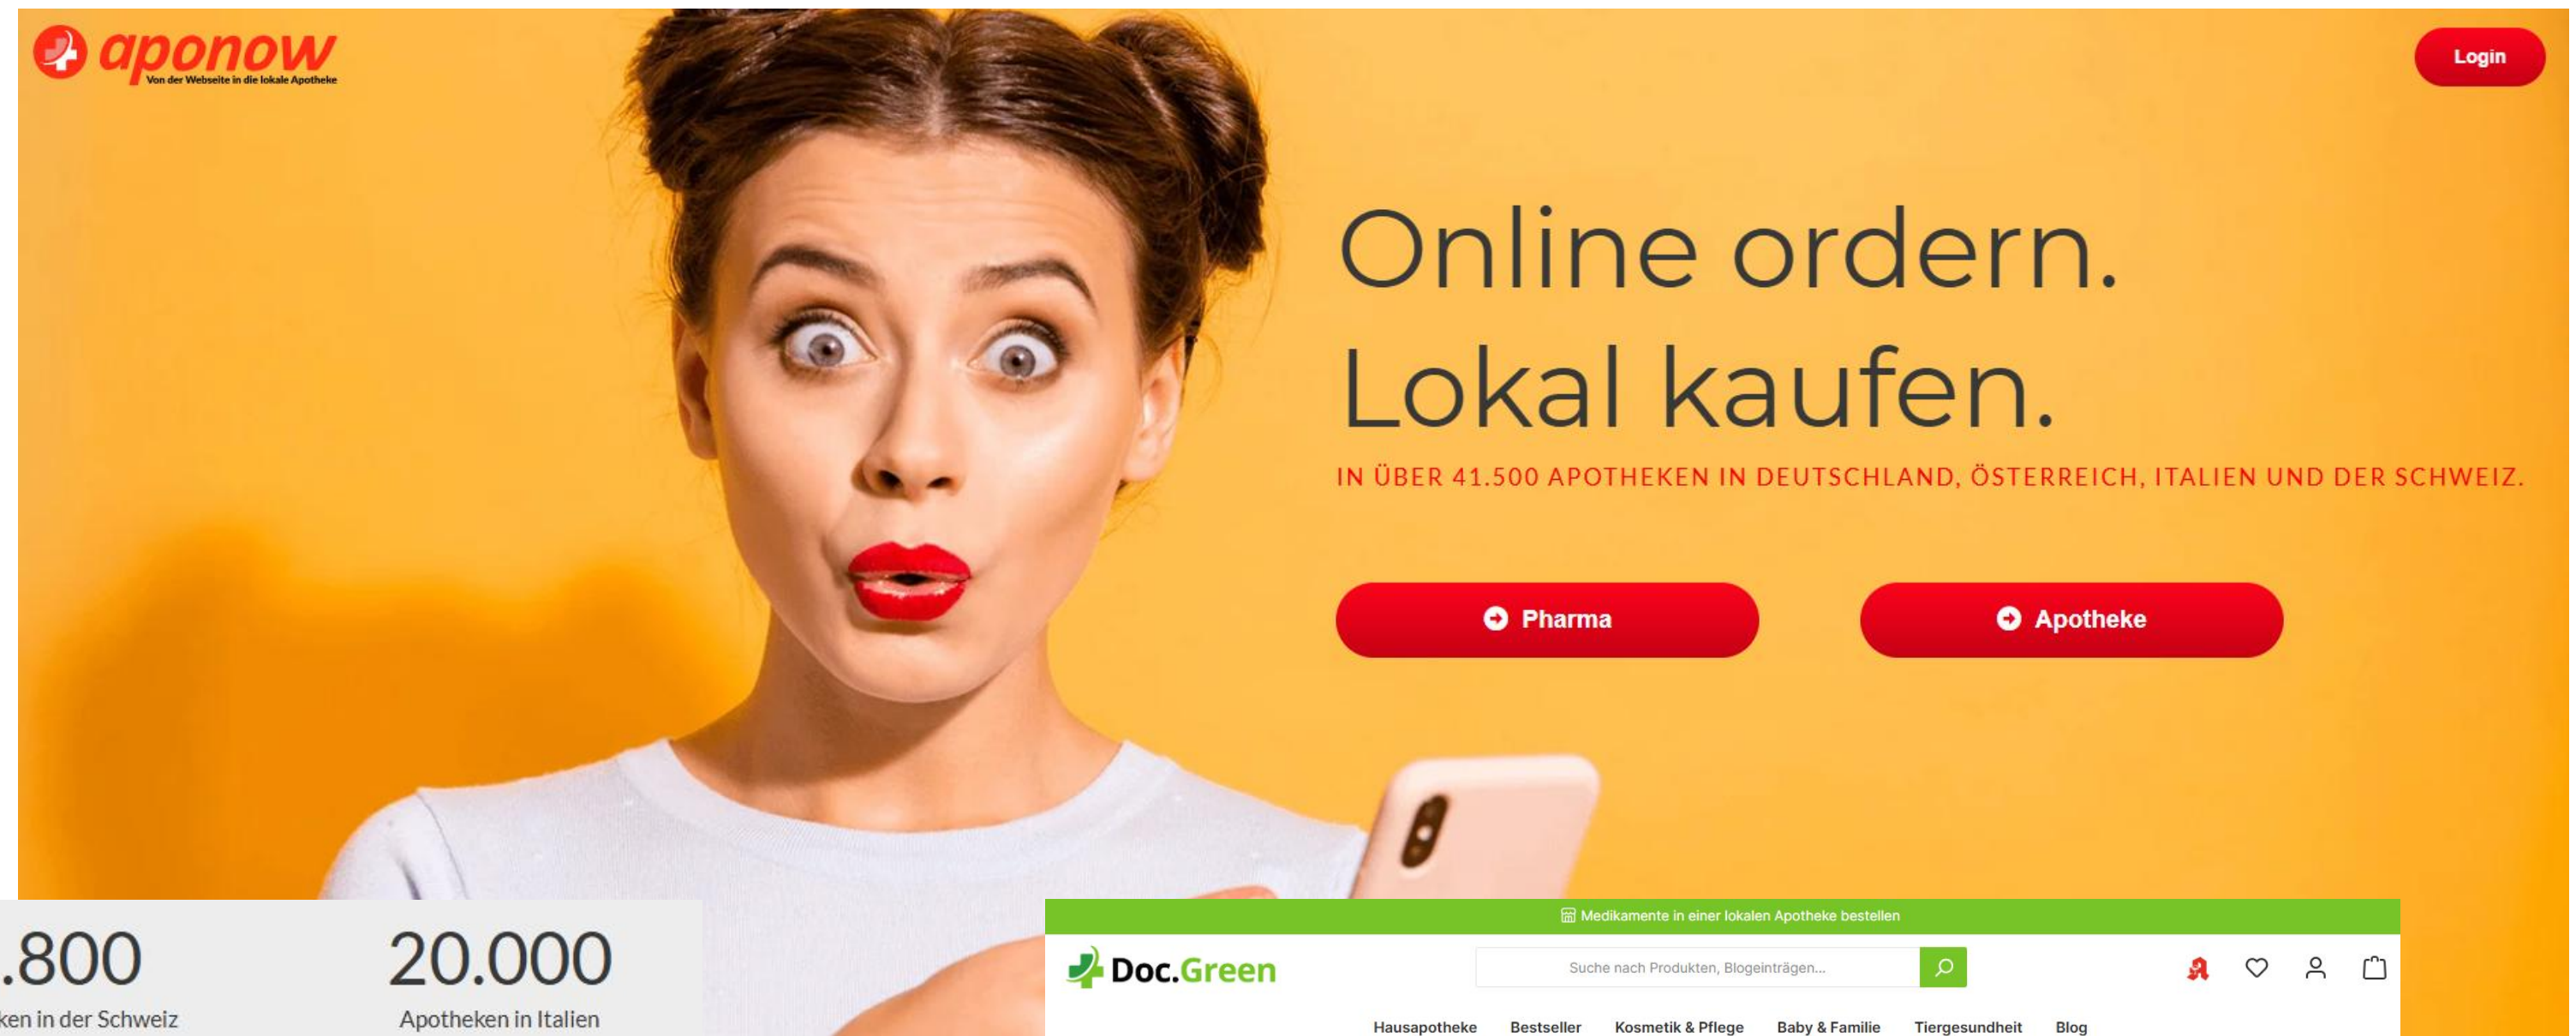 aponow
Von der Webseite in die lokale Apotheke
Login
Online ordern.
Lokal kaufen.
IN ÜBER 41.500 APOTHEKEN IN DEUTSCHLAND, ÖSTERREICH, ITALIEN UND DER SCHWEIZ.
Pharma
Apotheke
.800
ken in der Schweiz
20.000
Apotheken in Italien
Medikamente in einer lokalen Apotheke bestellen
Doc.Green
Suche nach Produkten, Blogeinträgen...
Hausapotheke Bestseller Kosmetik & Pflege Baby & Familie Tiergesundheit Blog